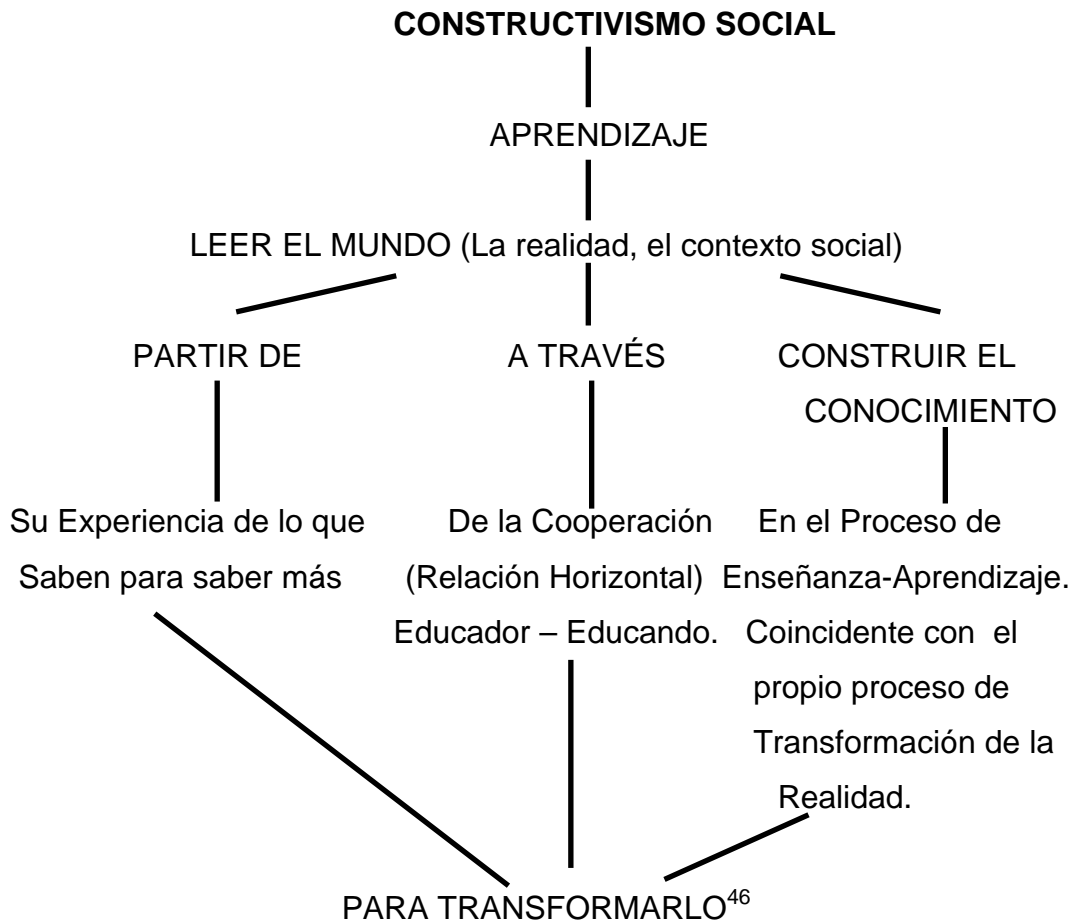 CONSTRUCTIVISMO SOCIAL
APRENDIZAJE
LEER EL MUNDO (La realidad, el contexto social)
PARTIR DE
A TRAVÉS
CONSTRUIR EL
CONOCIMIENTO
Su Experiencia de lo que
Saben para saber más
De la Cooperación
(Relación Horizontal)
Educador – Educando.
En el Proceso de
Enseñanza-Aprendizaje.
Coincidente con el
propio proceso de
Transformación de la
Realidad.
PARA TRANSFORMARLO46